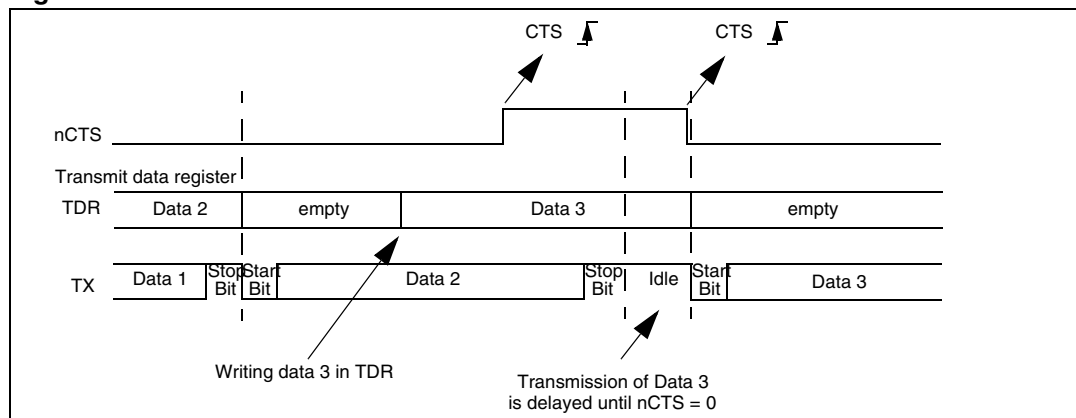 CTS CTS
nCTS
Transmit data register
TDR Data 2 empty Data 3 empty
TX Data 1 Stop Bit Start Bit Data 2 Stop Bit Idle Start Bit Data 3
Writing data 3 in TDR
Transmission of Data 3
is delayed until nCTS = 0